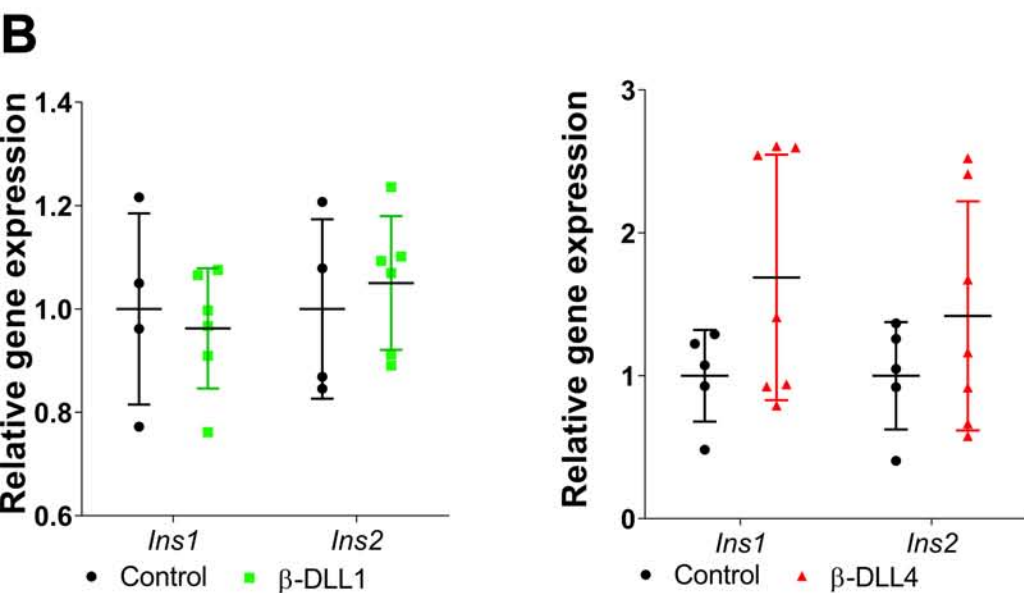 B
Relative gene expression
1.4
1.2
1.0
0.8
0.6
Ins1
Ins2
Control
β-DLL1
Relative gene expression
3
2
1
0
Ins1
Ins2
Control
β-DLL4